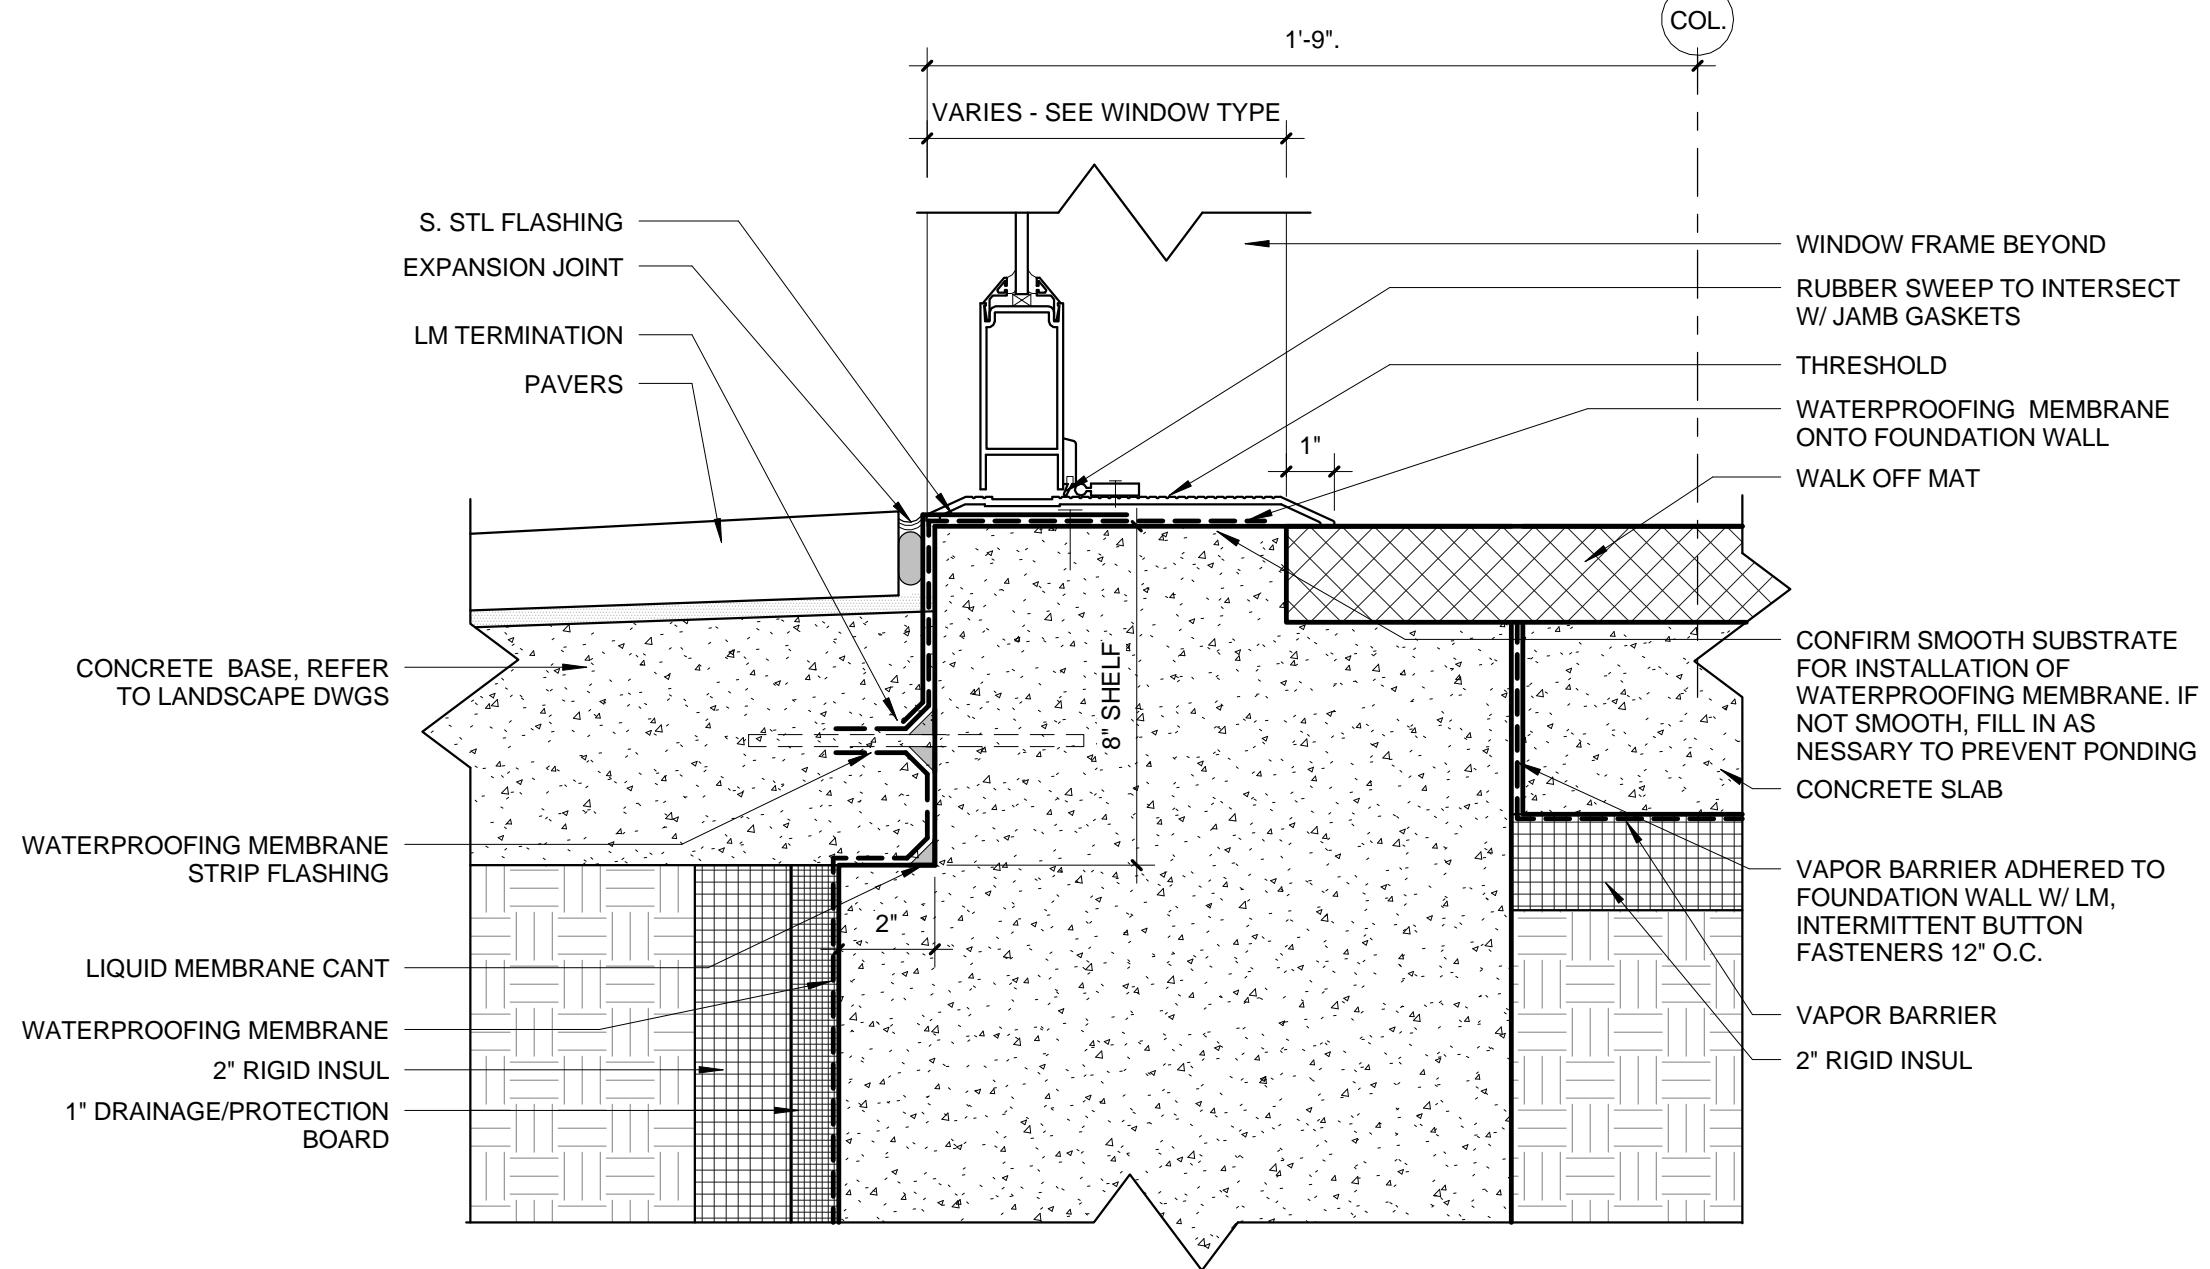 COL.
1'-9".
VARIES - SEE WINDOW TYPE
S. STL FLASHING
EXPANSION JOINT
LM TERMINATION
PAVERS
CONCRETE BASE, REFER
TO LANDSCAPE DWGS
WATERPROOFING MEMBRANE
STRIP FLASHING
LIQUID MEMBRANE CANT
WATERPROOFING MEMBRANE
2" RIGID INSUL
1" DRAINAGE/PROTECTION
BOARD
1"
8" SHELF
2"
WINDOW FRAME BEYOND
RUBBER SWEEP TO INTERSECT
W/ JAMB GASKETS
THRESHOLD
WATERPROOFING MEMBRANE
ONTO FOUNDATION WALL
WALK OFF MAT
CONFIRM SMOOTH SUBSTRATE
FOR INSTALLATION OF
WATERPROOFING MEMBRANE. IF
NOT SMOOTH, FILL IN AS
NESSARY TO PREVENT PONDING
CONCRETE SLAB
VAPOR BARRIER ADHERED TO
FOUNDATION WALL W/ LM,
INTERMITTENT BUTTON
FASTENERS 12" O.C.
VAPOR BARRIER
2" RIGID INSUL